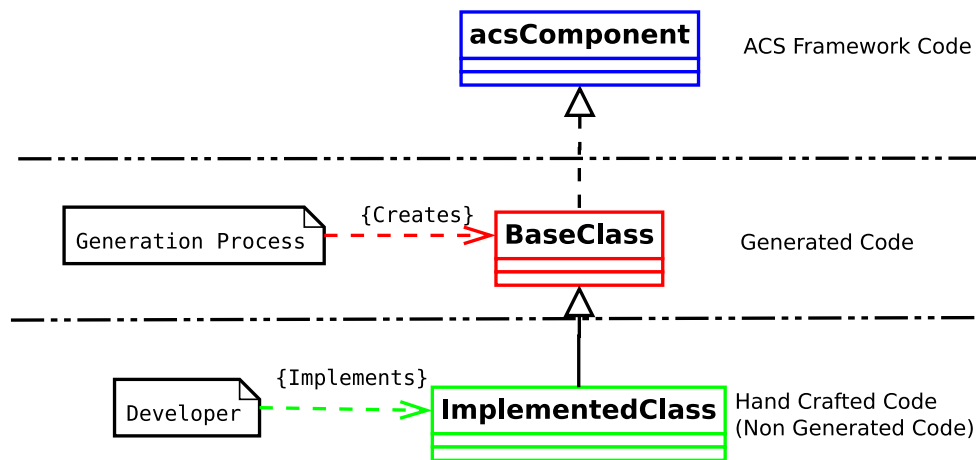 acsComponent
ACS Framework Code
{Creates}
Generation Process
BaseClass
Generated Code
{Implements}
Developer
ImplementedClass
Hand Crafted Code
(Non Generated Code)